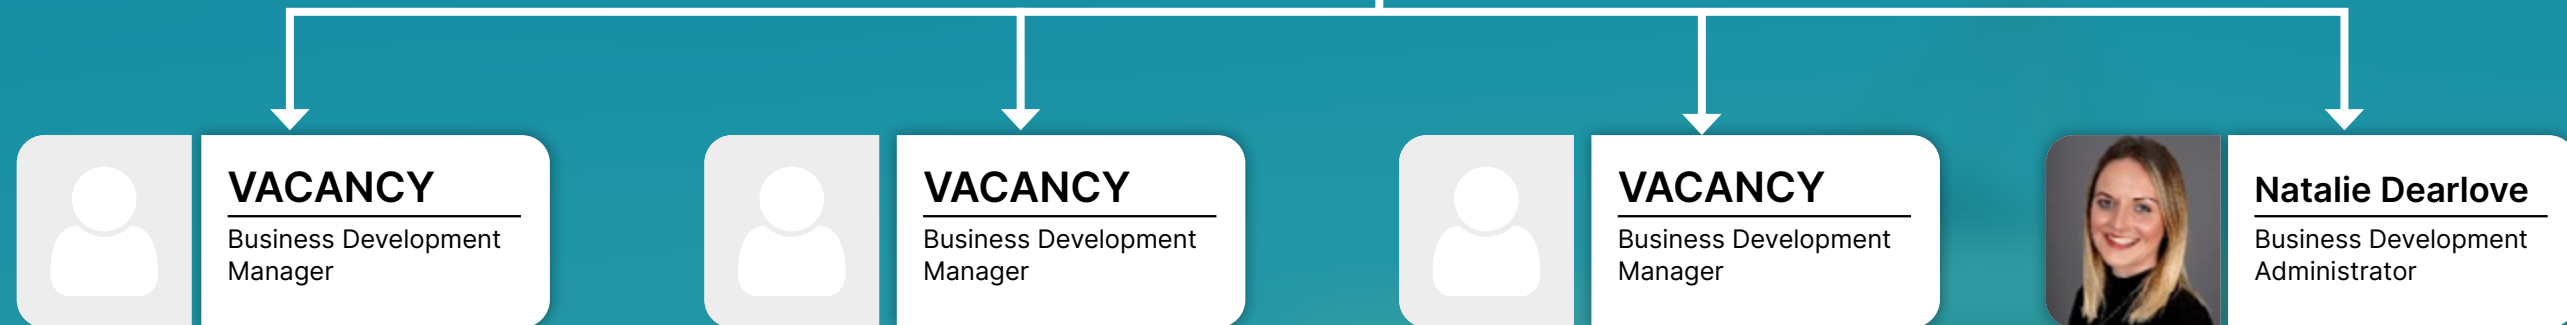 VACANCY
Business Development
Manager
VACANCY
Business Development
Manager
VACANCY
Business Development
Manager
Natalie Dearlove
Business Development
Administrator